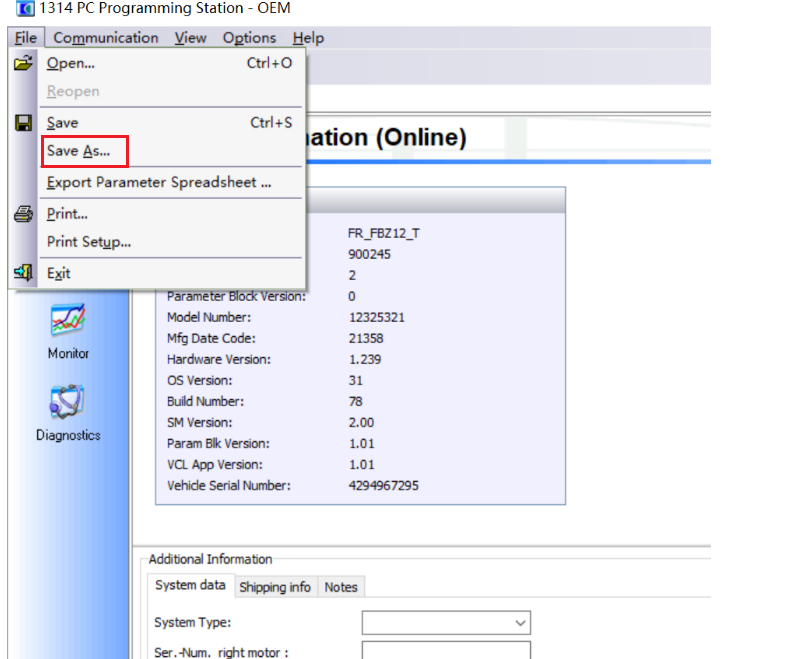 1314 PC Programming Station - OEM
File Communication View Options Help
Open... Ctrl+O
Reopen
Save Ctrl+S
Save As...
Export Parameter Spreadsheet ...
Print...
Print Setup...
Exit
ation (Online)
FR_FBZ12_T
900245
2
Parameter Block Version: 0
Model Number: 12325321
Mfg Date Code: 21358
Hardware Version: 1.239
OS Version: 31
Build Number: 78
SM Version: 2.00
Param Blk Version: 1.01
VCL App Version: 1.01
Vehicle Serial Number: 4294967295
Monitor
Diagnostics
Additional Information
System data Shipping info Notes
System Type:
Ser.-Num. right motor :